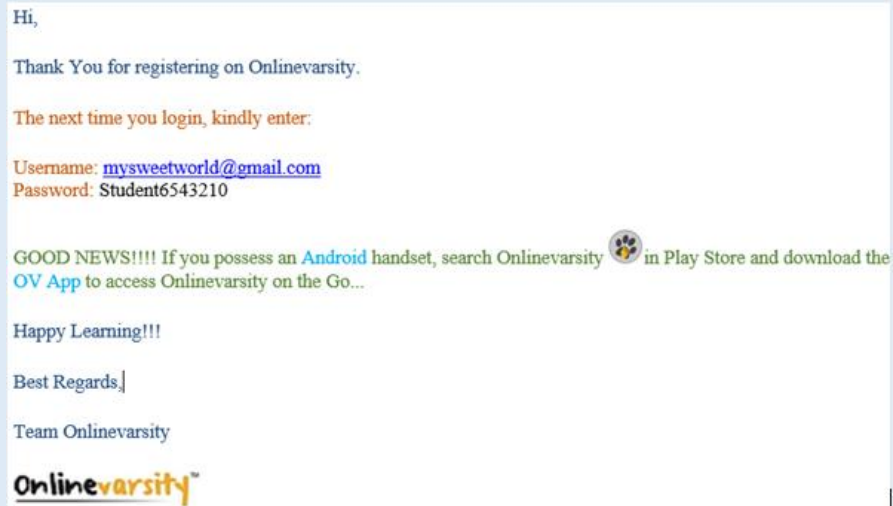 Hi,
Thank You for registering on Onlinevarsity.
The next time you login, kindly enter:
Username: mysweetworld@gmail.com
Password: Student6543210
GOOD NEWS!!!! If you possess an Android handset, search Onlinevarsity in Play Store and download the
OV App to access Onlinevarsity on the Go...
Happy Learning!!!
Best Regards,
Team Onlinevarsity
Onlinevarsity™